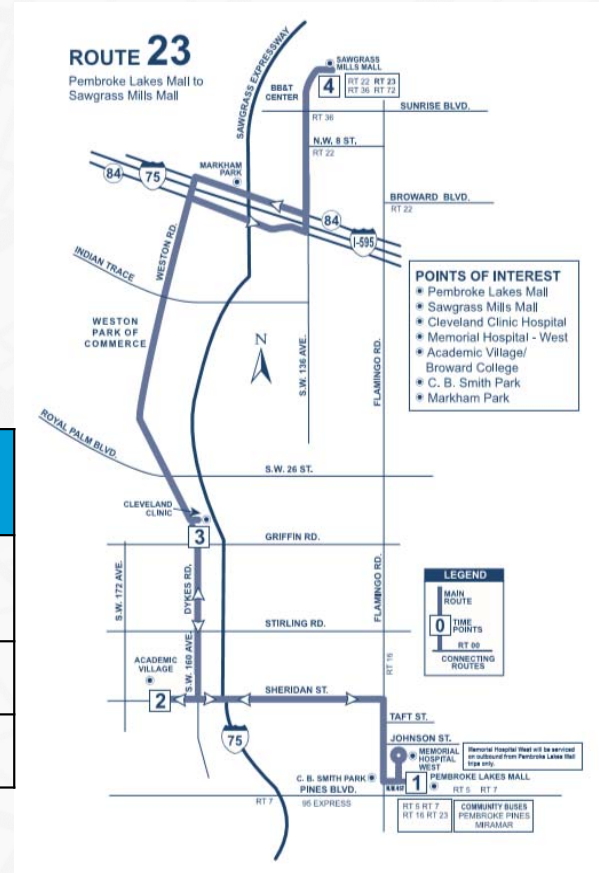 ROUTE 23
Pembroke Lakes Mall to
Sawgrass Mills Mall
SAWGRASS EXPRESSWAY
SAWGRASS
MILLS MALL
BB&T
CENTER
4
RT 22 RT 23
RT 36 RT 72
SUNRISE BLVD.
RT 36
N.W. 8 ST.
RT 22
MARKHAM
PARK
84
75
BROWARD BLVD.
RT 22
84
I-595
WESTON RD.
INDIAN TRACE
WESTON
PARK OF
COMMERCE
N
S.W. 136 AVE.
FLAMINGO RD.
POINTS OF INTEREST
Pembroke Lakes Mall
Sawgrass Mills Mall
Cleveland Clinic Hospital
Memorial Hospital - West
Academic Village/
Broward College
C. B. Smith Park
Markham Park
ROYAL PALM BLVD.
S.W. 26 ST.
CLEVELAND
CLINIC
3
GRIFFIN RD.
S.W. 172 AVE.
DYKES RD.
FLAMINGO RD.
STIRLING RD.
LEGEND
MAIN
ROUTE
0
TIME
POINTS
RT 00
CONNECTING
ROUTES
ACADEMIC
VILLAGE
S.W. 160 AVE.
RT 16
2
SHERIDAN ST.
TAFT ST.
75
JOHNSON ST.
MEMORIAL
HOSPITAL
WEST
Memorial Hospital West will be serviced
on outbound from Pembroke Lakes Mall
trips only.
C. B. SMITH PARK
1
PEMBROKE LAKES MALL
PINES BLVD.
RT 5 RT 7
RT 7
95 EXPRESS
RT 5 RT 7
RT 16 RT 23
COMMUNITY BUSES
PEMBROKE PINES
MIRAMAR